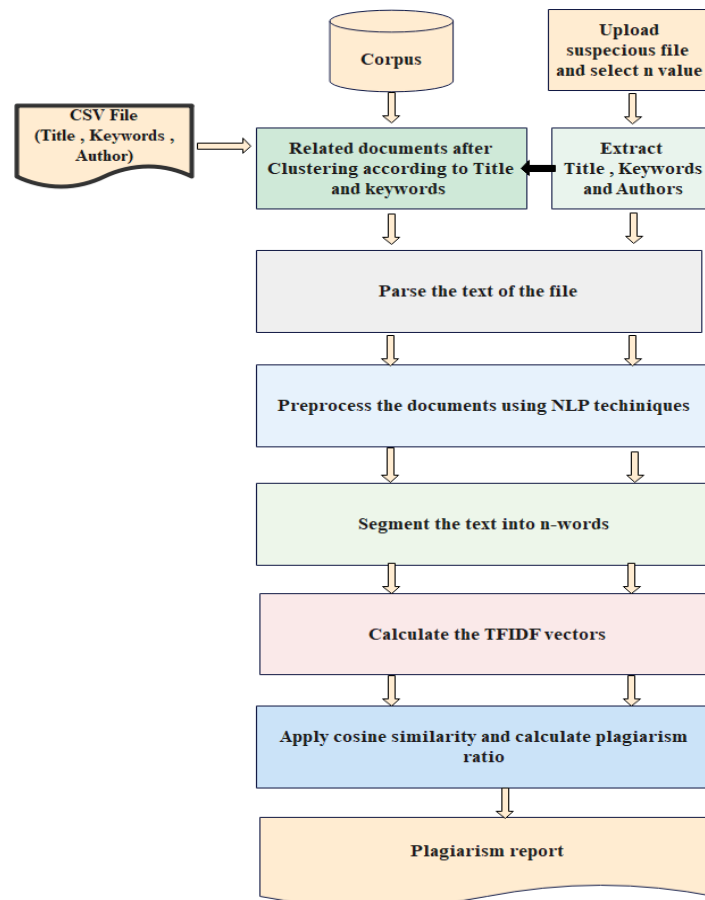 Corpus
Upload
suspecious file
and select n value
CSV File
(Title , Keywords ,
Author)
Related documents after
Clustering according to Title
and keywords
Extract
Title , Keywords
and Authors
Parse the text of the file
Preprocess the documents using NLP techiniques
Segment the text into n-words
Calculate the TFIDF vectors
Apply cosine similarity and calculate plagiarism
ratio
Plagiarism report